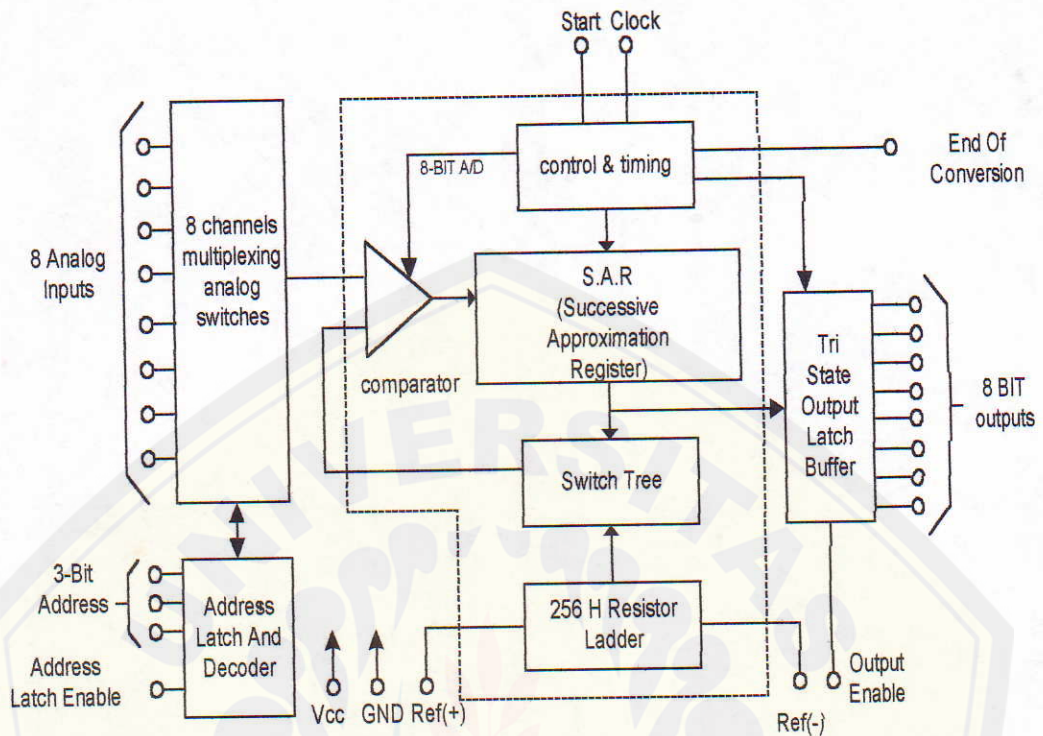 Start Clock
control & timing
End Of
Conversion
8-BIT A/D
8 Analog
Inputs
8 channels
multiplexing
analog
switches
S.A.R
(Successive
Approximation
Register)
comparator
Tri
State
Output
Latch
Buffer
8 BIT
outputs
Switch Tree
3-Bit
Address
Address
Latch Enable
Address
Latch And
Decoder
256 H Resistor
Ladder
Vcc
GND
Ref(+)
Ref(-)
Output
Enable
UNIVERSITAS